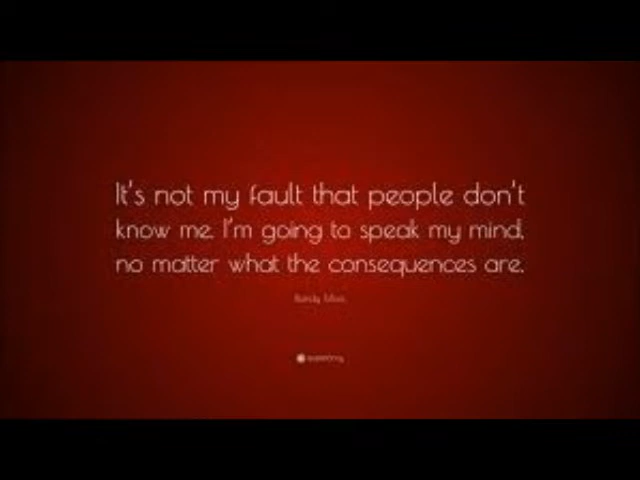 It's not my fault that people don't
know me. I'm going to speak my mind,
no matter what the consequences are.